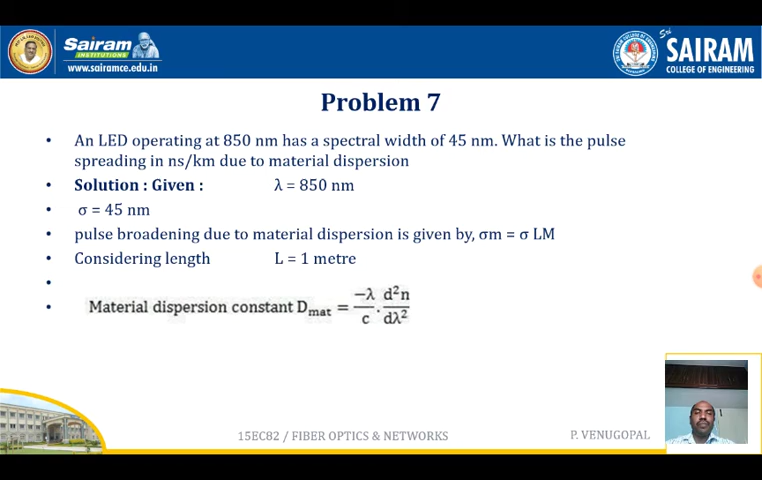 Sairam
INSTITUTIONS
www.sairamce.edu.in
Sri
SAIRAM
COLLEGE OF ENGINEERING
Problem 7
• An LED operating at 850 nm has a spectral width of 45 nm. What is the pulse
spreading in ns/km due to material dispersion
• Solution : Given : λ = 850 nm
• σ = 45 nm
• pulse broadening due to material dispersion is given by, σm = σ LM
• Considering length L = 1 metre
•
• Material dispersion constant D_mat = −λ/c . d²n/dλ²
15EC82 / FIBER OPTICS & NETWORKS
P. VENUGOPAL